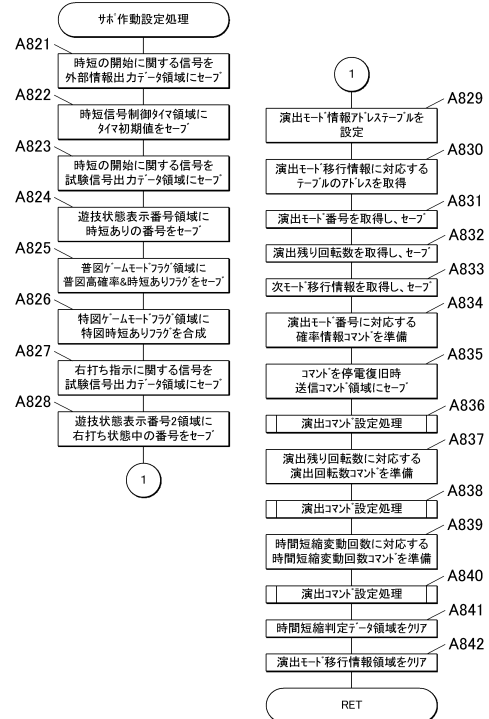 ｻﾎﾟ作動設定処理
A821
時短の開始に関する信号を
外部情報出力ﾃﾞｰﾀ領域にｾｰﾌﾞ
A822
時短信号制御ﾀｲﾏ領域に
ﾀｲﾏ初期値をｾｰﾌﾞ
A823
時短の開始に関する信号を
試験信号出力ﾃﾞｰﾀ領域にｾｰﾌﾞ
A824
遊技状態表示番号領域に
時短ありの番号をｾｰﾌﾞ
A825
普図ｹﾞｰﾑﾓｰﾄﾞﾌﾗｸﾞ領域に
普図高確率&時短ありﾌﾗｸﾞをｾｰﾌﾞ
A826
特図ｹﾞｰﾑﾓｰﾄﾞﾌﾗｸﾞ領域に
特図時短ありﾌﾗｸﾞを合成
A827
右打ち指示に関する信号を
試験信号出力ﾃﾞｰﾀ領域にｾｰﾌﾞ
A828
遊技状態表示番号2領域に
右打ち状態中の番号をｾｰﾌﾞ
1
1
A829
演出ﾓｰﾄﾞ情報ｱﾄﾞﾚｽﾃｰﾌﾞﾙを
設定
A830
演出ﾓｰﾄﾞ移行情報に対応する
ﾃｰﾌﾞﾙのｱﾄﾞﾚｽを取得
A831
演出ﾓｰﾄﾞ番号を取得し､ｾｰﾌﾞ
A832
演出残り回転数を取得し､ｾｰﾌﾞ
A833
次ﾓｰﾄﾞ移行情報を取得し､ｾｰﾌﾞ
A834
演出ﾓｰﾄﾞ番号に対応する
確率情報ｺﾏﾝﾄﾞを準備
A835
ｺﾏﾝﾄﾞを停電復旧時
送信ｺﾏﾝﾄﾞ領域にｾｰﾌﾞ
A836
演出ｺﾏﾝﾄﾞ設定処理
A837
演出残り回転数に対応する
演出回転数ｺﾏﾝﾄﾞを準備
A838
演出ｺﾏﾝﾄﾞ設定処理
A839
時間短縮変動回数に対応する
時間短縮変動回数ｺﾏﾝﾄﾞを準備
A840
演出ｺﾏﾝﾄﾞ設定処理
A841
時間短縮判定ﾃﾞｰﾀ領域をｸﾘｱ
A842
演出ﾓｰﾄﾞ移行情報領域をｸﾘｱ
RET